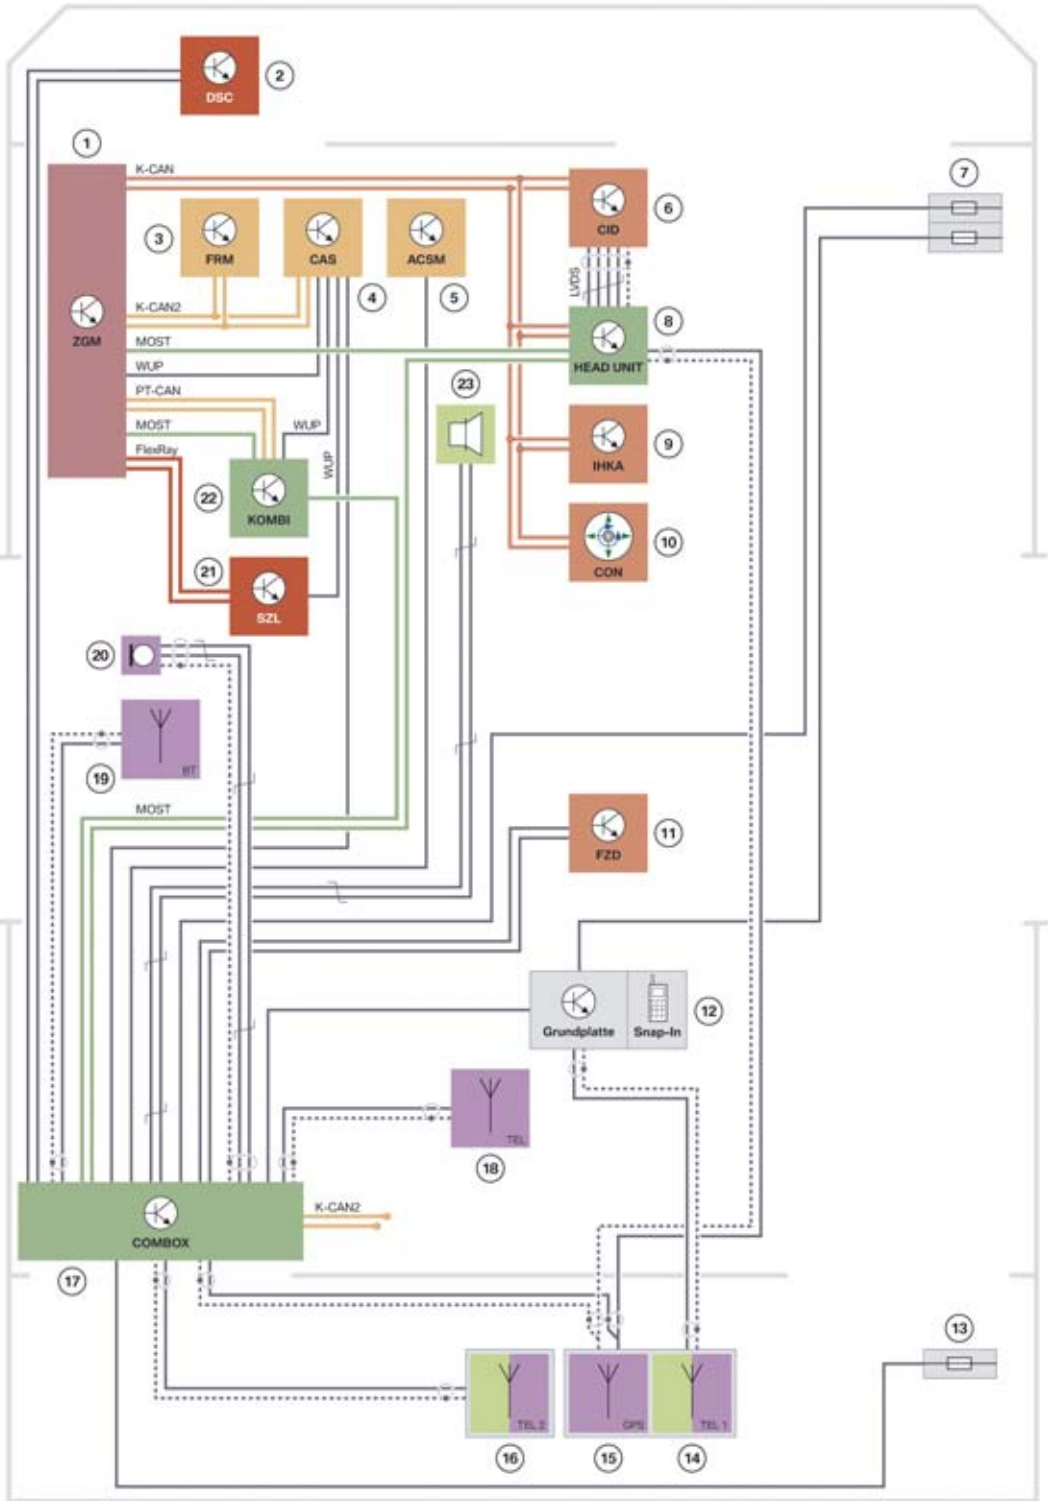 DSC
2
1
K-CAN
7
6
CID
3
FRM
CAS
ACSM
4
5
LVDS
K-CAN2
8
ZGM
MOST
HEAD UNIT
WUP
23
PT-CAN
MOST
WUP
FlexRay
9
IHKA
WUP
22
KOMBI
10
CON
21
SZL
20
BT
19
MOST
11
FZD
12
Grundplatte
Snap-In
TEL
18
K-CAN2
COMBOX
17
13
TEL 2
GPS
TEL 1
16
15
14